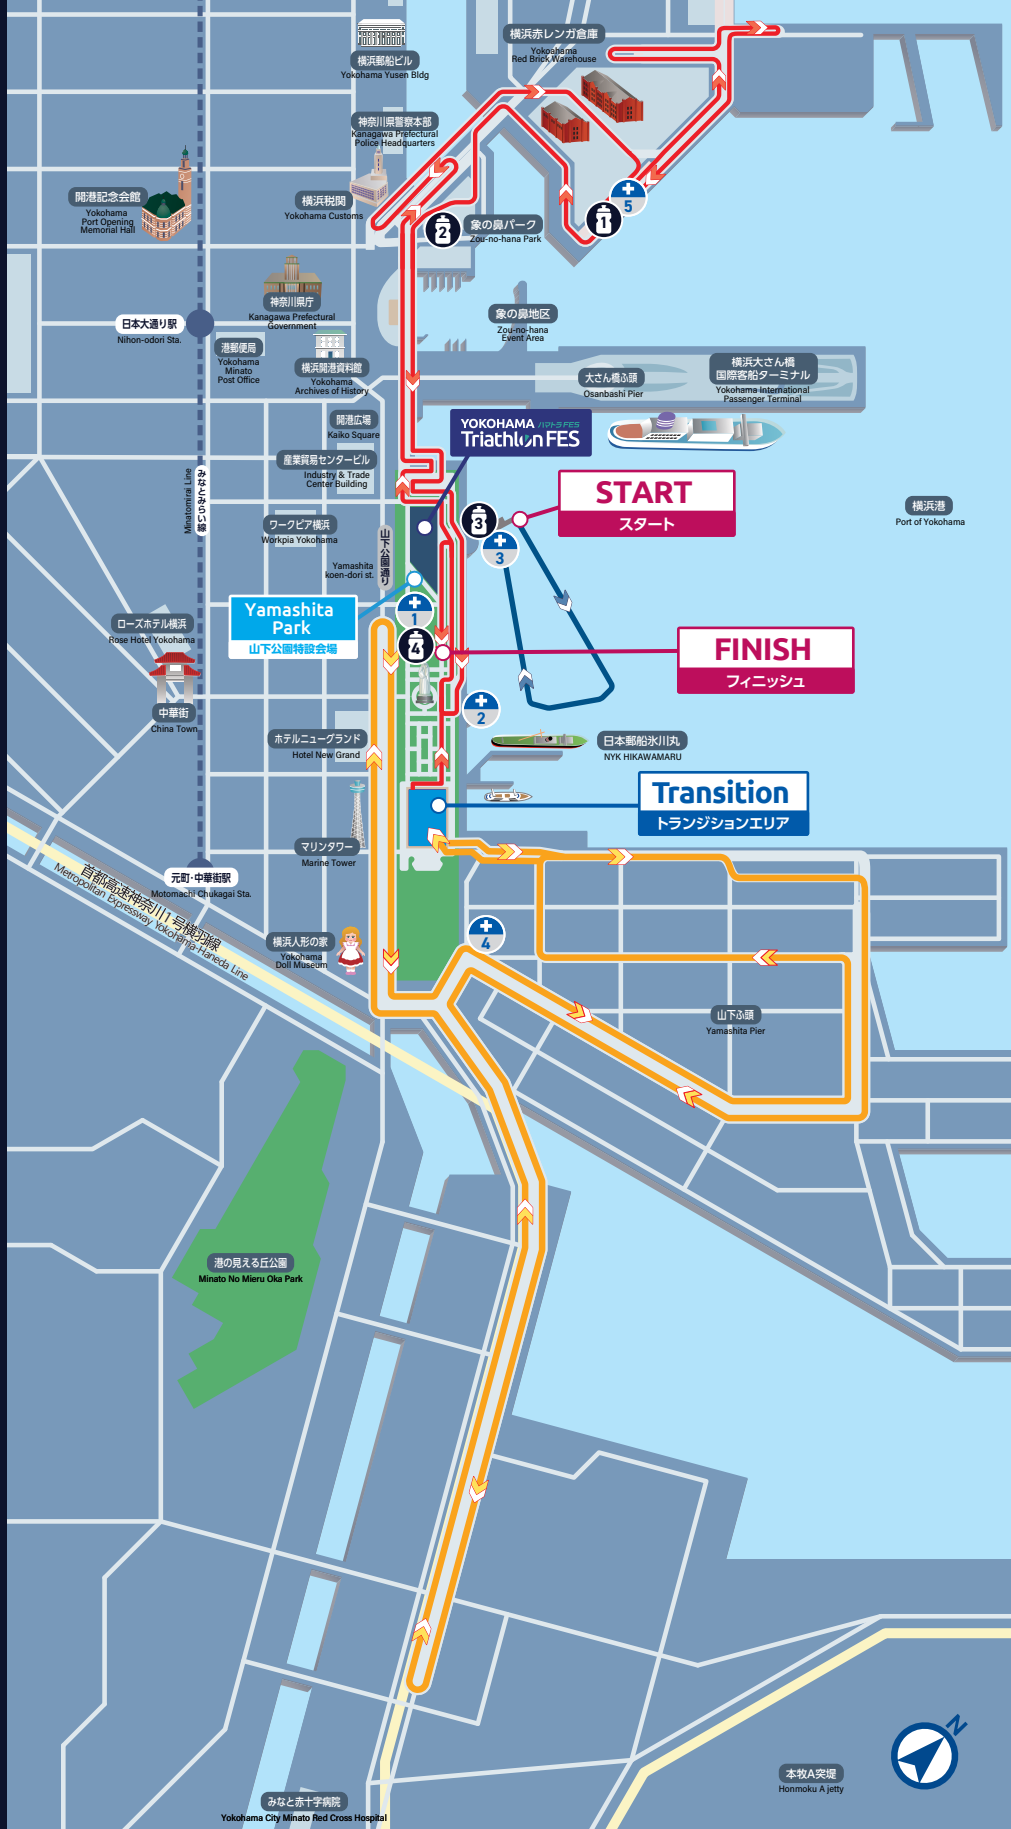 横浜郵船ビル
Yokohama Yusen Bldg
横浜赤レンガ倉庫
Yokoahama
Red Brick Warehouse
神奈川県警察本部
Kanagawa Prefectural
Police Headquarters
開港記念会館
Yokohama
Port Opening
Memorial Hall
横浜税関
Yokohama Customs
5
1
2
象の鼻パーク
Zou-no-hana Park
神奈川県庁
Kanagawa Prefectural
Government
象の鼻地区
Zou-no-hana
Event Area
日本大通り駅
Nihon-odori Sta.
港郵便局
Yokohama
Minato
Post Office
横浜開港資料館
Yokohama
Archives of History
大さん橋ふ頭
Osanbashi Pier
横浜大さん橋
国際客船ターミナル
Yokohama International
Passenger Terminal
開港広場
Kaiko Square
YOKOHAMA ハマトラFES
Triathlon FES
産業貿易センタービル
Industry & Trade
Center Building
みなとみらい線
Minatomirai Line
START
スタート
横浜港
Port of Yokohama
ワークピア横浜
Workpia Yokohama
3
3
山下公園通り
Yamashita
koen-dori st.
Yamashita
Park
山下公園特設会場
1
4
ローズホテル横浜
Rose Hotel Yokohama
FINISH
フィニッシュ
中華街
China Town
2
ホテルニューグランド
Hotel New Grand
日本郵船氷川丸
NYK HIKAWAMARU
Transition
トランジションエリア
マリンタワー
Marine Tower
元町・中華街駅
Motomachi Chukagai Sta.
首都高速神奈川1号横羽線
Metropolitan Expressway Yokohama-Haneda Line
横浜人形の家
Yokohama
Doll Museum
4
山下ふ頭
Yamashita Pier
港の見える丘公園
Minato No Mieru Oka Park
N
本牧A突堤
Honmoku A jetty
みなと赤十字病院
Yokohama City Minato Red Cross Hospital